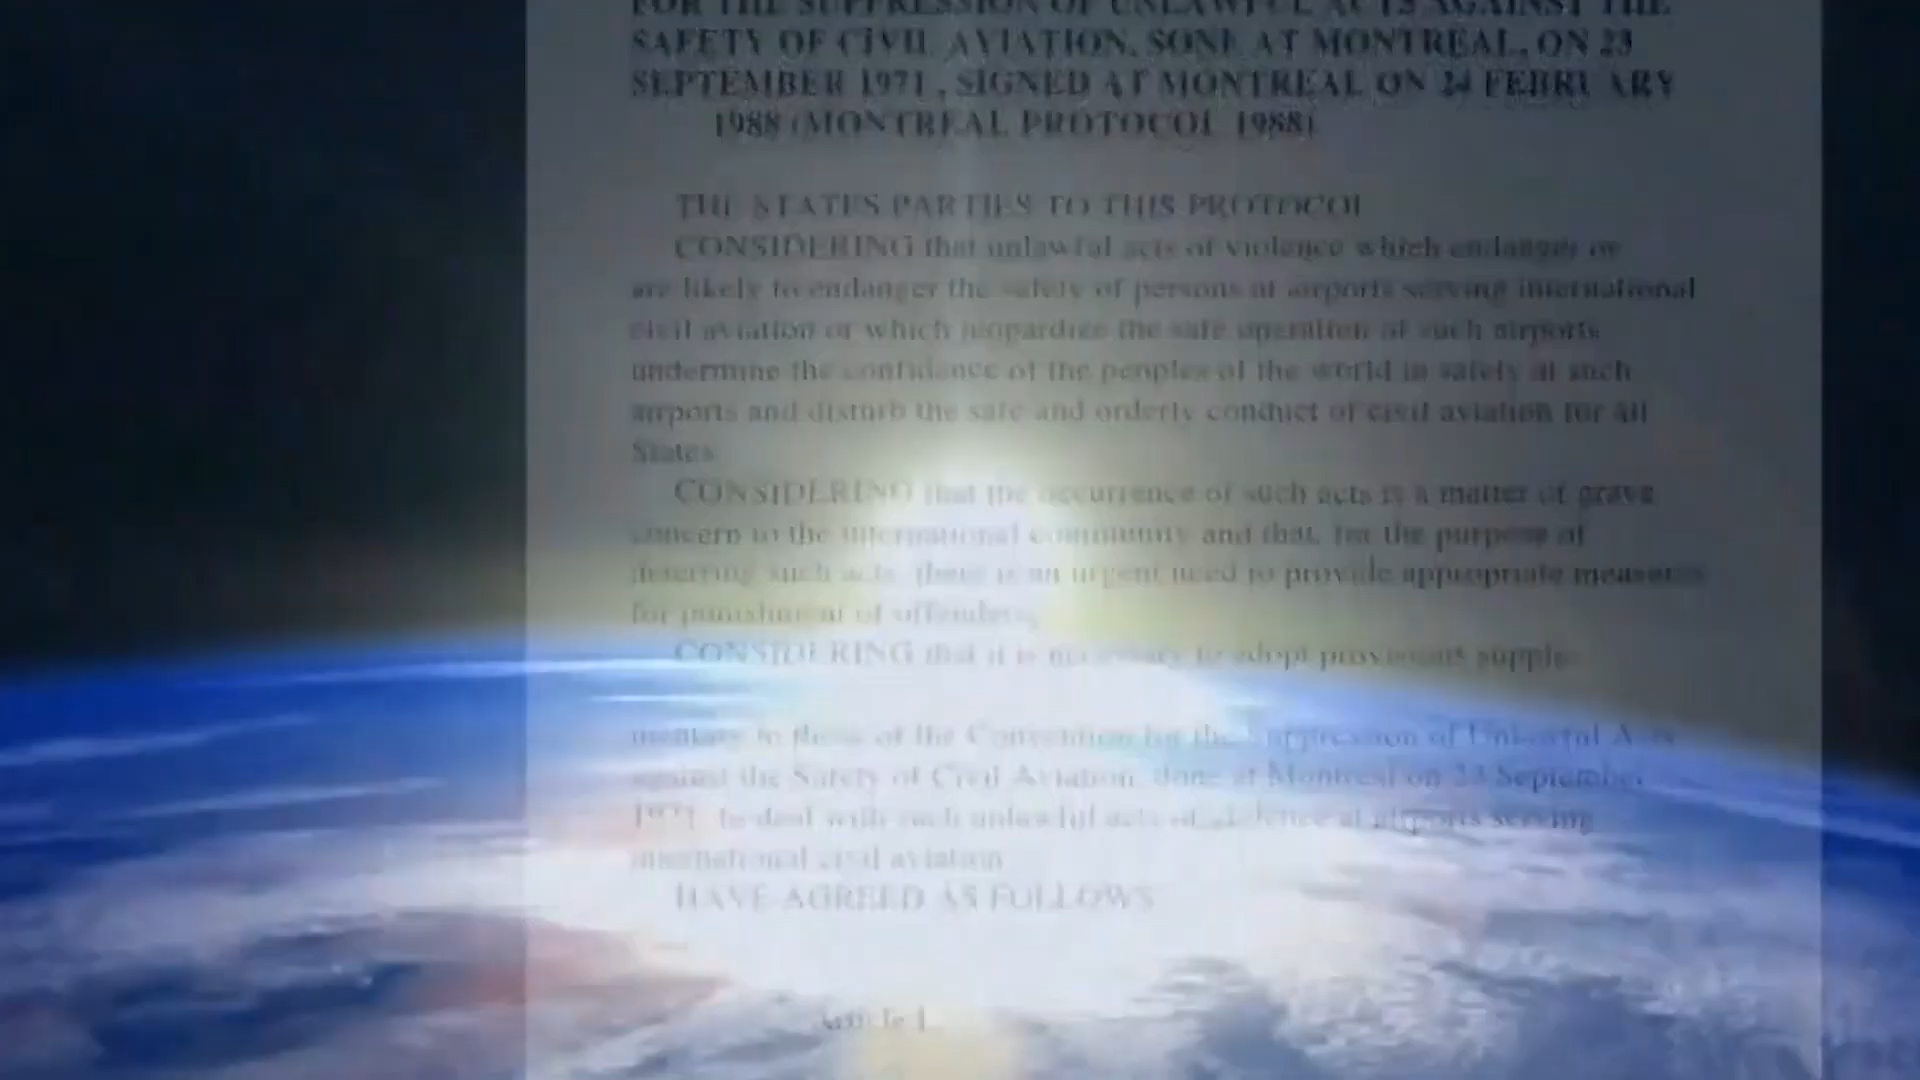 FOR THE SUPPRESSION OF UNLAWFUL ACTS AGAINST THE
SAFETY OF CIVIL AVIATION, SONE AT MONTREAL, ON 23
SEPTEMBER 1971, SIGNED AT MONTREAL ON 24 FEBRUARY
1988 (MONTREAL PROTOCOL 1988)
THE STATES PARTIES TO THIS PROTOCOL
CONSIDERING that unlawful acts of violence which endanger or
are likely to endanger the safety of persons at airports serving international
civil aviation or which jeopardize the safe operation of such airports
undermine the confidence of the peoples of the world in safety at such
airports and disturb the safe and orderly conduct of civil aviation for all
States
CONSIDERING that the occurrence of such acts is a matter of grave
concern to the international community and that, for the purpose of
deterring such acts, there is an urgent need to provide appropriate measures
for punishment of offenders;
CONSIDERING that it is necessary to adopt provisions supple-
mentary to those of the Convention for the Suppression of Unlawful Acts
against the Safety of Civil Aviation, done at Montreal on 23 September
1971, to deal with such unlawful acts of violence at airports serving
international civil aviation
HAVE AGREED AS FOLLOWS
Article 1